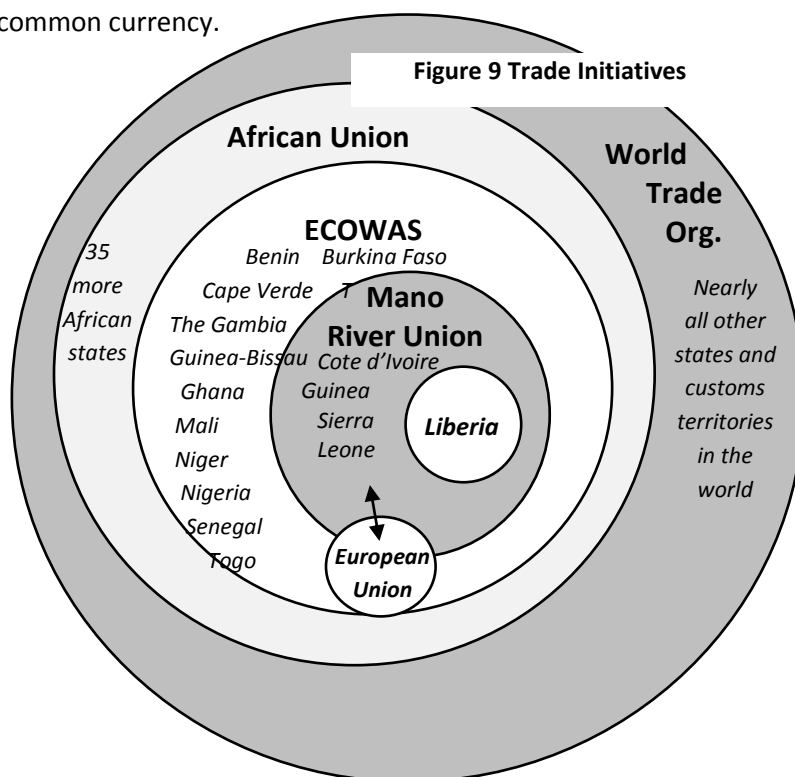 common currency.
Figure 9 Trade Initiatives
African Union
World
Trade
Org.
ECOWAS
35
more
African
states
Benin Burkina Faso
Cape Verde T
The Gambia
Guinea-Bissau
Ghana
Mali
Niger
Nigeria
Senegal
Togo
Mano
River Union
Cote d’Ivoire
Guinea
Sierra
Leone
Liberia
European
Union
Nearly
all other
states and
customs
territories
in the
world